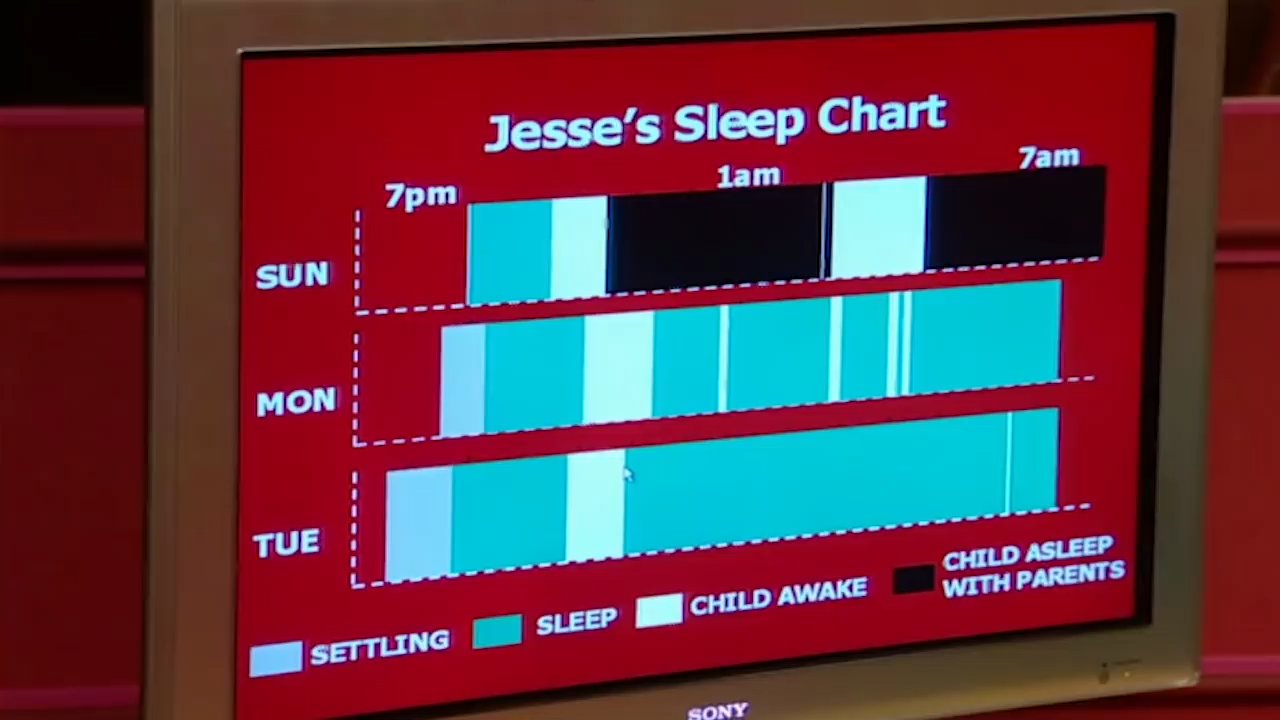 Jesse's Sleep Chart
7pm 1am 7am
SUN
MON
TUE
SETTLING SLEEP CHILD AWAKE CHILD ASLEEP
WITH PARENTS
SONY